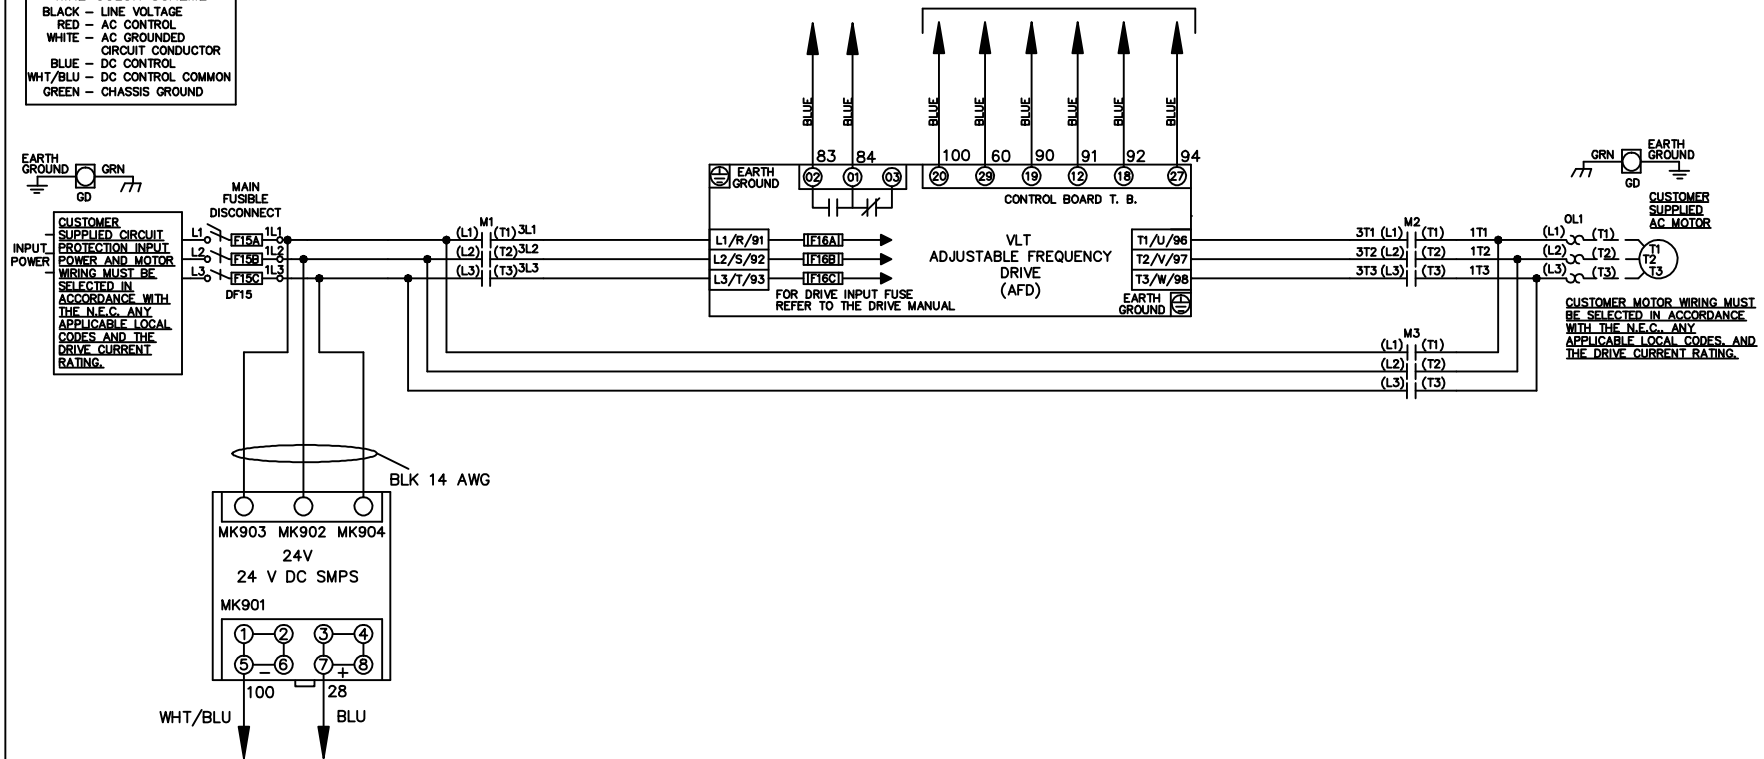 BLACK – LINE VOLTAGE
RED – AC CONTROL
WHITE – AC GROUNDED
CIRCUIT CONDUCTOR
BLUE – DC CONTROL
WHT/BLU – DC CONTROL COMMON
GREEN – CHASSIS GROUND
BLUE
BLUE
BLUE
BLUE
BLUE
BLUE
BLUE
BLUE
83 84 100 60 90 91 92 94
EARTH
GROUND
GRN
GD
MAIN
FUSIBLE
DISCONNECT
INPUT
POWER
CUSTOMER
SUPPLIED CIRCUIT
PROTECTION INPUT
POWER AND MOTOR
WIRING MUST BE
SELECTED IN
ACCORDANCE WITH
THE N.E.C. ANY
APPLICABLE LOCAL
CODES AND THE
DRIVE CURRENT
RATING.
L1 F15A 1L1
L2 F15B 1L2
L3 F15C 1L3
DF15
M1
(L1) (T1) 3L1
(L2) (T2) 3L2
(L3) (T3) 3L3
EARTH
GROUND
02 01 03
20 29 19 12 18 27
CONTROL BOARD T. B.
L1/R/91
L2/S/92
L3/T/93
F16A
F16B
F16C
FOR DRIVE INPUT FUSE
REFER TO THE DRIVE MANUAL
VLT
ADJUSTABLE FREQUENCY
DRIVE
(AFD)
T1/U/96
T2/V/97
T3/W/98
EARTH
GROUND
M2
3T1 (L1) (T1) 1T1
3T2 (L2) (T2) 1T2
3T3 (L3) (T3) 1T3
OL1
(L1) (T1)
(L2) (T2)
(L3) (T3)
T1
T2
T3
GRN
EARTH
GROUND
GD
CUSTOMER
SUPPLIED
AC MOTOR
CUSTOMER MOTOR WIRING MUST
BE SELECTED IN ACCORDANCE
WITH THE N.E.C., ANY
APPLICABLE LOCAL CODES, AND
THE DRIVE CURRENT RATING.
M3
(L1) (T1)
(L2) (T2)
(L3) (T3)
BLK 14 AWG
MK903 MK902 MK904
24V
24 V DC SMPS
MK901
1 2 3 4
5 – 6 7 + 8
100 28
WHT/BLU BLU